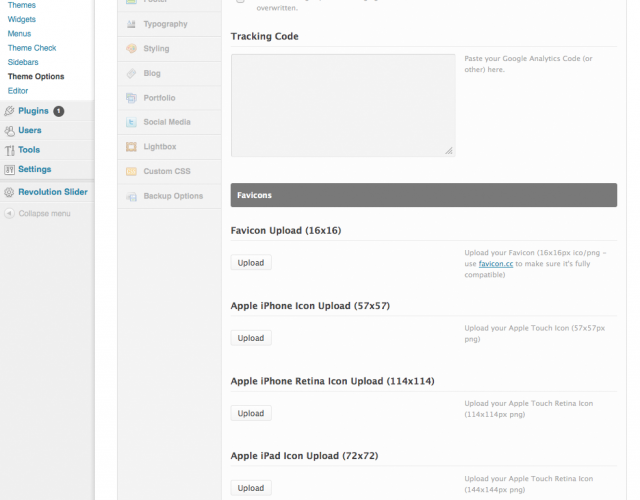 Themes
Widgets
Menus
Theme Check
Sidebars
Theme Options
Editor
Plugins 1
Users
Tools
Settings
Revolution Slider
Collapse menu
Typography
Styling
Blog
Portfolio
Social Media
Lightbox
Custom CSS
Backup Options
overwritten.
Tracking Code
Paste your Google Analytics Code (or
other) here.
Favicons
Favicon Upload (16x16)
Upload
Upload your Favicon (16x16px ico/png -
use favicon.cc to make sure it's fully
compatible)
Apple iPhone Icon Upload (57x57)
Upload
Upload your Apple Touch Icon (57x57px
png)
Apple iPhone Retina Icon Upload (114x114)
Upload
Upload your Apple Touch Retina Icon
(114x114px png)
Apple iPad Icon Upload (72x72)
Upload
Upload your Apple Touch Retina Icon
(144x144px png)